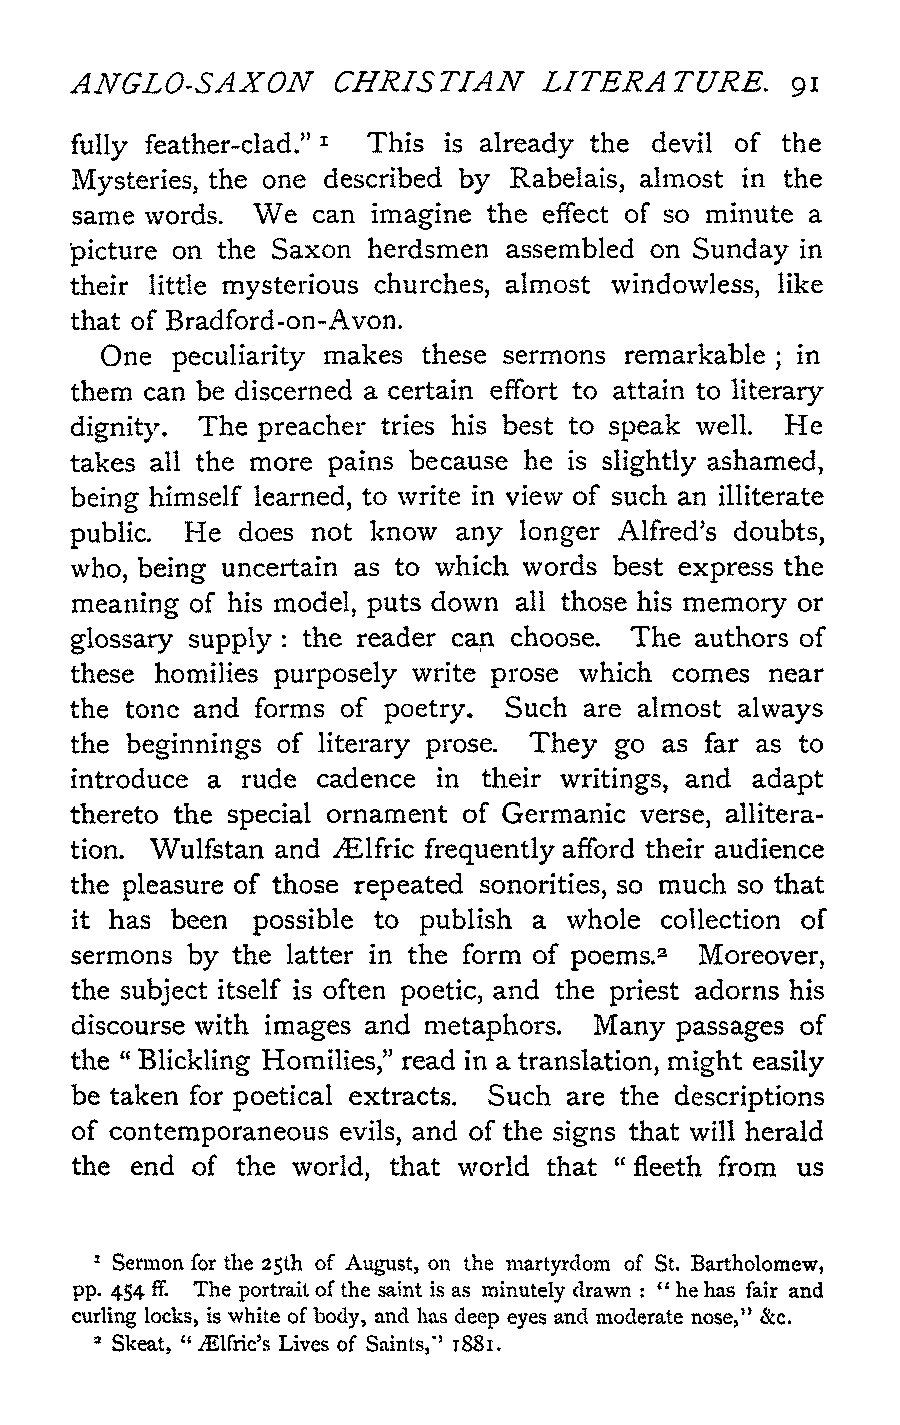 ANGLO-SAXON CHRISTIAN LITERATURE. 91
fully feather-clad." ¹ This is already the devil of the
Mysteries, the one described by Rabelais, almost in the
same words. We can imagine the effect of so minute a
picture on the Saxon herdsmen assembled on Sunday in
their little mysterious churches, almost windowless, like
that of Bradford-on-Avon.
One peculiarity makes these sermons remarkable ; in
them can be discerned a certain effort to attain to literary
dignity. The preacher tries his best to speak well. He
takes all the more pains because he is slightly ashamed,
being himself learned, to write in view of such an illiterate
public. He does not know any longer Alfred's doubts,
who, being uncertain as to which words best express the
meaning of his model, puts down all those his memory or
glossary supply : the reader can choose. The authors of
these homilies purposely write prose which comes near
the tone and forms of poetry. Such are almost always
the beginnings of literary prose. They go as far as to
introduce a rude cadence in their writings, and adapt
thereto the special ornament of Germanic verse, allitera-
tion. Wulfstan and Ælfric frequently afford their audience
the pleasure of those repeated sonorities, so much so that
it has been possible to publish a whole collection of
sermons by the latter in the form of poems.² Moreover,
the subject itself is often poetic, and the priest adorns his
discourse with images and metaphors. Many passages of
the " Blickling Homilies," read in a translation, might easily
be taken for poetical extracts. Such are the descriptions
of contemporaneous evils, and of the signs that will herald
the end of the world, that world that " fleeth from us
¹ Sermon for the 25th of August, on the martyrdom of St. Bartholomew,
pp. 454 ff. The portrait of the saint is as minutely drawn : " he has fair and
curling locks, is white of body, and has deep eyes and moderate nose," &c.
² Skeat, " Ælfric's Lives of Saints," 1881.